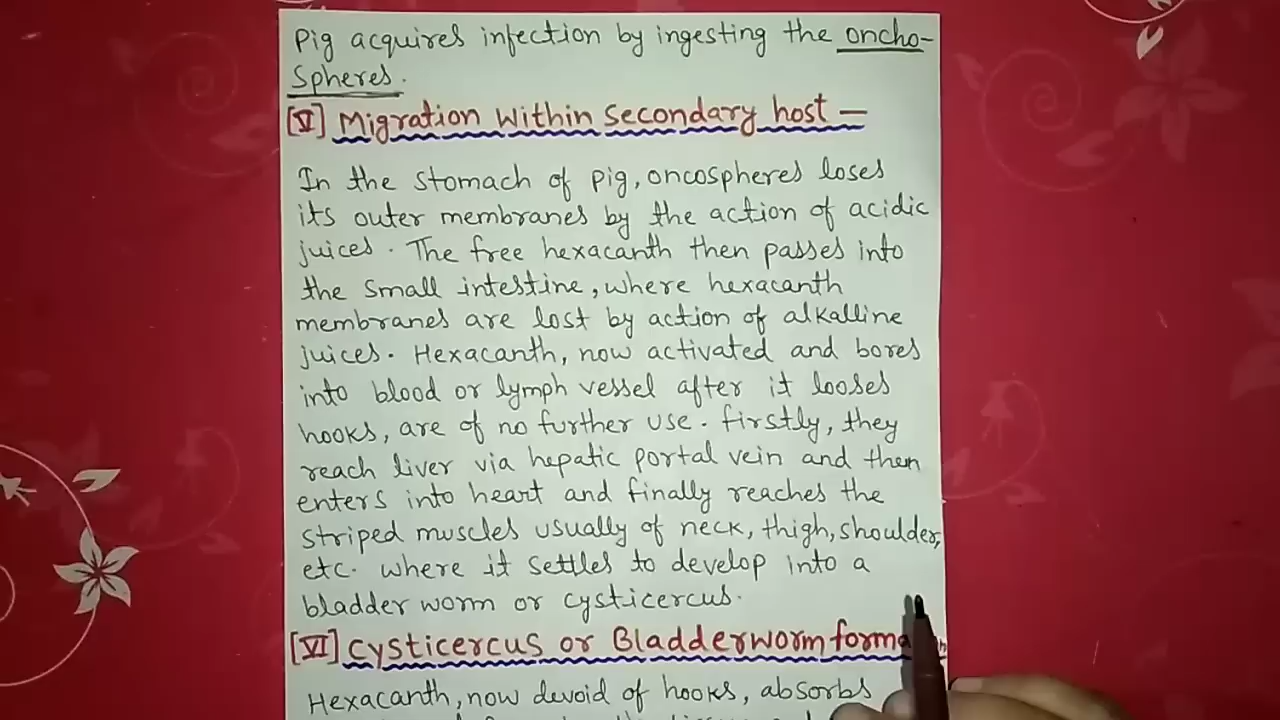 Pig acquires infection by ingesting the oncho-
spheres.
[V] Migration within secondary host —
In the stomach of pig, oncospheres loses
its outer membranes by the action of acidic
juices. The free hexacanth then passes into
the small intestine, where hexacanth
membranes are lost by action of alkalline
juices. Hexacanth, now activated and bores
into blood or lymph vessel after it looses
hooks, are of no further use. firstly, they
reach liver via hepatic portal vein and then
enters into heart and finally reaches the
striped muscles usually of neck, thigh, shoulder,
etc. where it settles to develop into a
bladder worm or cysticercus.
[VI] Cysticercus or Bladderworm forma
Hexacanth, now devoid of hooks, absorbs